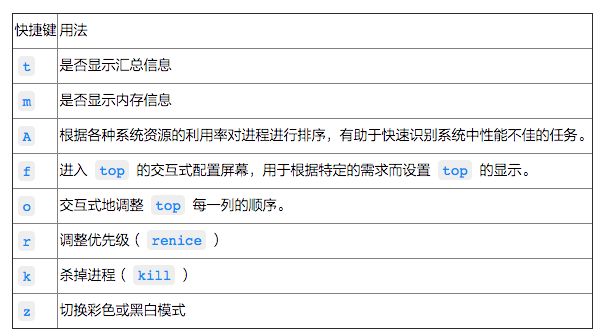 快捷键 用法
t 是否显示汇总信息
m 是否显示内存信息
A 根据各种系统资源的利用率对进程进行排序，有助于快速识别系统中性能不佳的任务。
f 进入 top 的交互式配置屏幕，用于根据特定的需求而设置 top 的显示。
o 交互式地调整 top 每一列的顺序。
r 调整优先级（ renice ）
k 杀掉进程（ kill ）
z 切换彩色或黑白模式